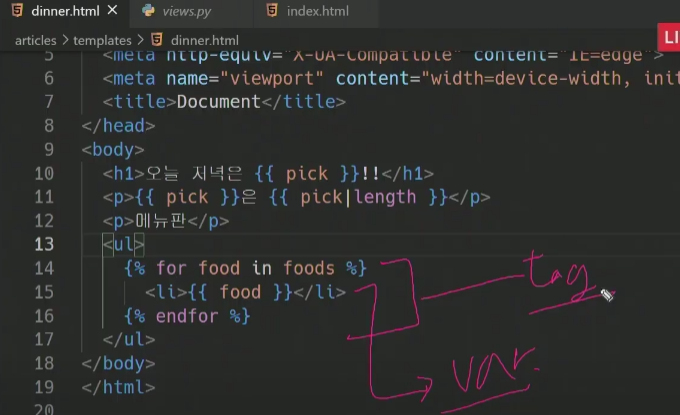 dinner.html views.py index.html
LI
articles > templates > dinner.html
5 <meta http-equiv="X-UA-Compatible" content="IE=edge">
6 <meta name="viewport" content="width=device-width, init
7 <title>Document</title>
8 </head>
9 <body>
10 <h1>오늘 저녁은 {{ pick }}!!</h1>
11 <p>{{ pick }}은 {{ pick|length }}</p>
12 <p>메뉴판</p>
13 <ul>
14 {% for food in foods %}
15 <li>{{ food }}</li>
16 {% endfor %}
17 </ul>
18 </body>
19 </html>
20
tag
var.